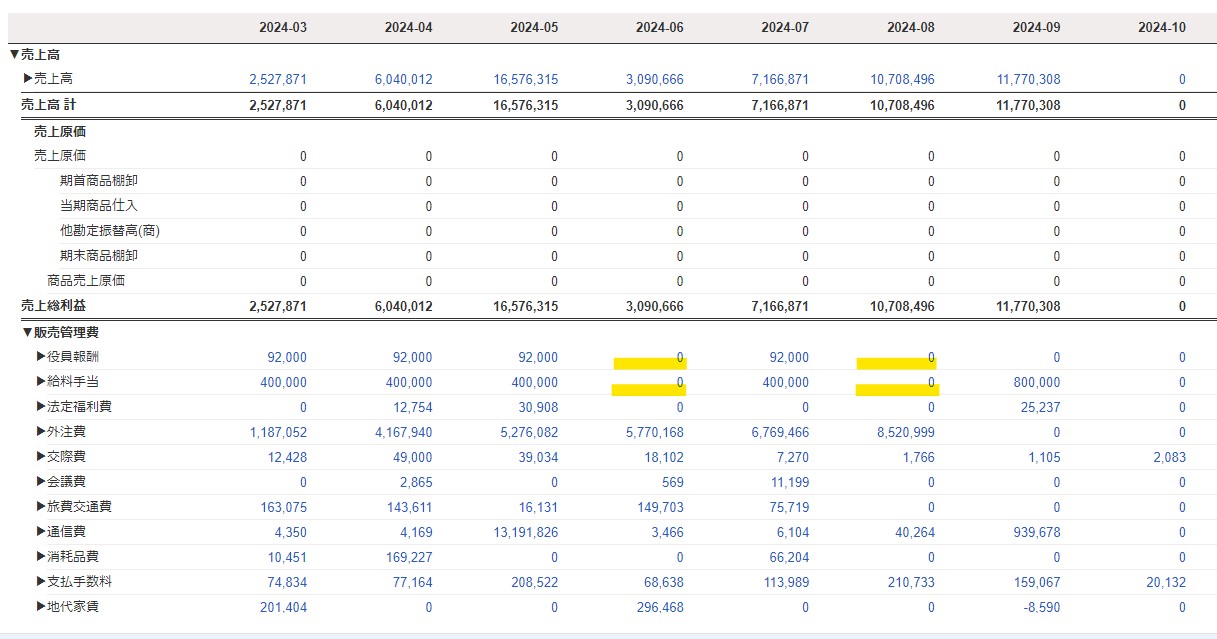 2024-03 2024-04 2024-05 2024-06 2024-07 2024-08 2024-09 2024-10
▼売上高
▶売上高 2,527,871 6,040,012 16,576,315 3,090,666 7,166,871 10,708,496 11,770,308 0
売上高 計 2,527,871 6,040,012 16,576,315 3,090,666 7,166,871 10,708,496 11,770,308 0
売上原価
売上原価 0 0 0 0 0 0 0 0
期首商品棚卸 0 0 0 0 0 0 0 0
当期商品仕入 0 0 0 0 0 0 0 0
他勘定振替高(商) 0 0 0 0 0 0 0 0
期末商品棚卸 0 0 0 0 0 0 0 0
商品売上原価 0 0 0 0 0 0 0 0
売上総利益 2,527,871 6,040,012 16,576,315 3,090,666 7,166,871 10,708,496 11,770,308 0
▼販売管理費
▶役員報酬 92,000 92,000 92,000 0 92,000 0 0 0
▶給料手当 400,000 400,000 400,000 0 400,000 0 800,000 0
▶法定福利費 0 12,754 30,908 0 0 0 25,237 0
▶外注費 1,187,052 4,167,940 5,276,082 5,770,168 6,769,466 8,520,999 0 0
▶交際費 12,428 49,000 39,034 18,102 7,270 1,766 1,105 2,083
▶会議費 0 2,865 0 569 11,199 0 0 0
▶旅費交通費 163,075 143,611 16,131 149,703 75,719 0 0 0
▶通信費 4,350 4,169 13,191,826 3,466 6,104 40,264 939,678 0
▶消耗品費 10,451 169,227 0 0 66,204 0 0 0
▶支払手数料 74,834 77,164 208,522 68,638 113,989 210,733 159,067 20,132
▶地代家賃 201,404 0 0 296,468 0 0 -8,590 0